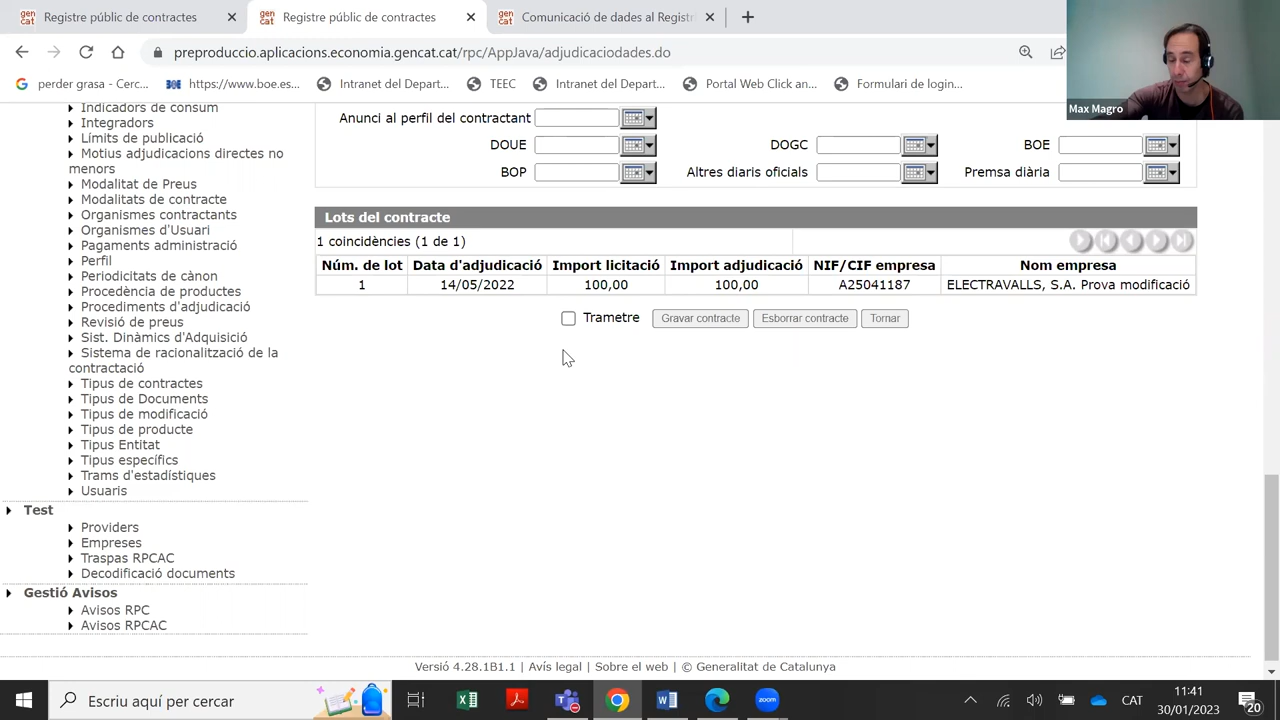 gen
cat
Registre públic de contractes
gen
cat
Registre públic de contractes
gen
cat
Comunicació de dades al Registr
preproduccio.aplicacions.economia.gencat.cat/rpc/AppJava/adjudicaciodades.do
perder grasa - Cerc...
https://www.boe.es...
Intranet del Depart...
TEEC
Intranet del Depart...
Portal Web Click an...
Formulari de login...
Max Magro
Indicadors de consum
Integradors
Límits de publicació
Motius adjudicacions directes no
menors
Modalitat de Preus
Modalitats de contracte
Organismes contractants
Organismes d'Usuari
Pagaments administració
Perfil
Periodicitats de cànon
Procedència de productes
Procediments d'adjudicació
Revisió de preus
Sist. Dinàmics d'Adquisició
Sistema de racionalització de la
contractació
Tipus de contractes
Tipus de Documents
Tipus de modificació
Tipus de producte
Tipus Entitat
Tipus específics
Trams d'estadístiques
Usuaris
Test
Providers
Empreses
Traspas RPCAC
Decodificació documents
Gestió Avisos
Avisos RPC
Avisos RPCAC
Anunci al perfil del contractant
DOUE DOGC BOE
BOP Altres diaris oficials Premsa diària
Lots del contracte
1 coincidències (1 de 1)
Núm. de lot Data d'adjudicació Import licitació Import adjudicació NIF/CIF empresa Nom empresa
1 14/05/2022 100,00 100,00 A25041187 ELECTRAVALLS, S.A. Prova modificació
Trametre Gravar contracte Esborrar contracte Tornar
Versió 4.28.1B1.1 | Avís legal | Sobre el web | © Generalitat de Catalunya
Escriu aquí per cercar
zoom
CAT
11:41
30/01/2023
20